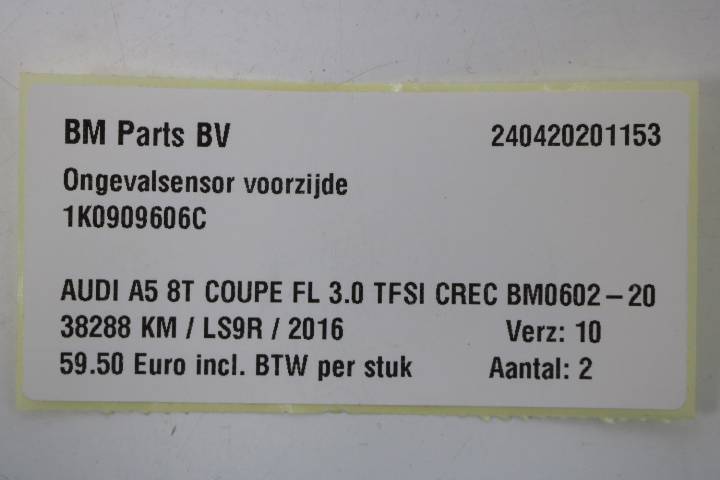 BM Parts BV 240420201153
Ongevalsensor voorzijde
1K0909606C
AUDI A5 8T COUPE FL 3.0 TFSI CREC BM0602-20
38288 KM / LS9R / 2016 Verz: 10
59.50 Euro incl. BTW per stuk Aantal: 2